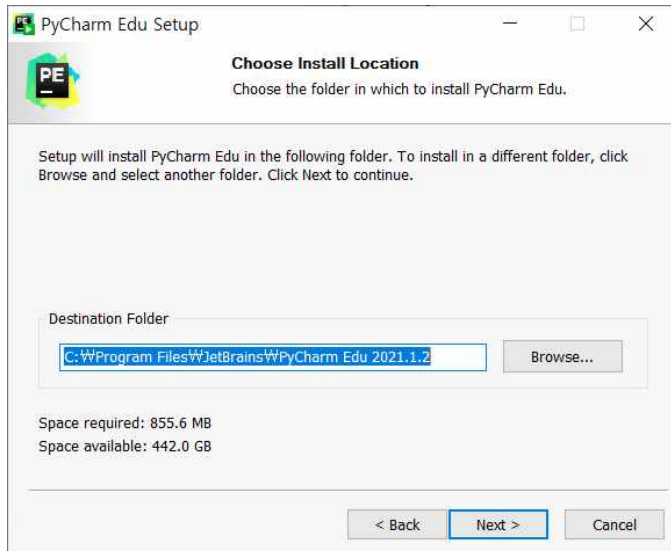 PyCharm Edu Setup
PE
Choose Install Location
Choose the folder in which to install PyCharm Edu.
Setup will install PyCharm Edu in the following folder. To install in a different folder, click
Browse and select another folder. Click Next to continue.
Destination Folder
C:₩Program Files₩JetBrains₩PyCharm Edu 2021.1.2
Browse...
Space required: 855.6 MB
Space available: 442.0 GB
< Back
Next >
Cancel